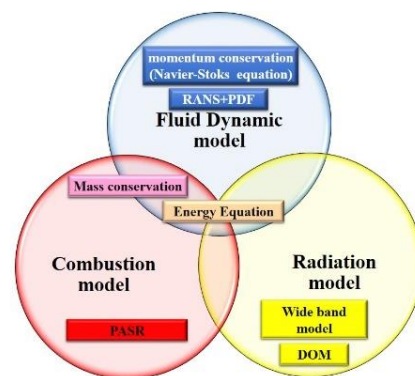 momentum conservation
(Navier-Stoks equation)
RANS+PDF
Fluid Dynamic
model
Mass conservation
Energy Equation
Combustion
model
Radiation
model
PASR
Wide band
model
DOM